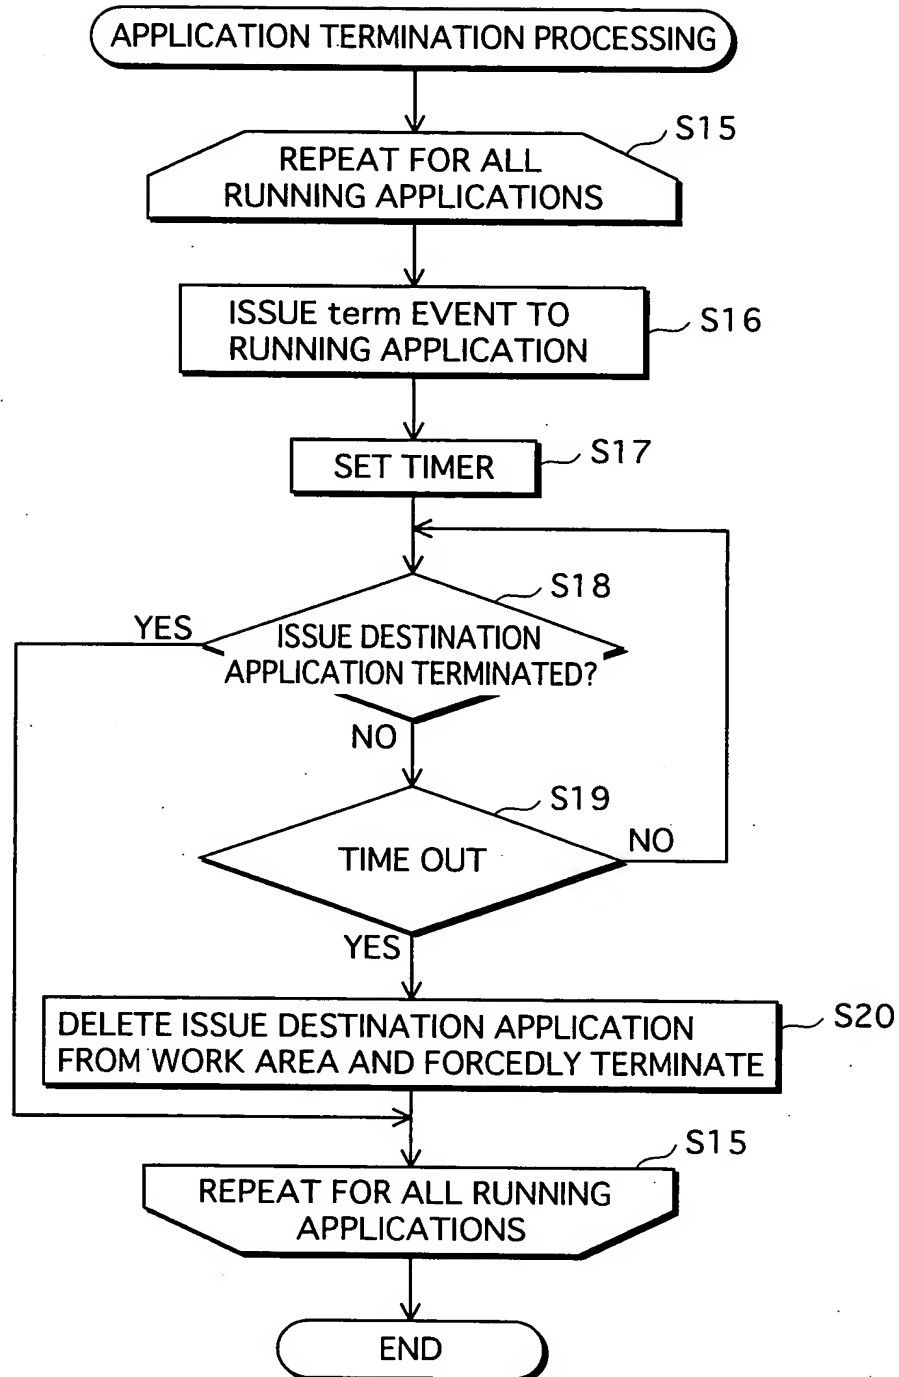 APPLICATION TERMINATION PROCESSING
S15
REPEAT FOR ALL
RUNNING APPLICATIONS
ISSUE term EVENT TO
RUNNING APPLICATION
S16
SET TIMER
S17
S18
YES
ISSUE DESTINATION
APPLICATION TERMINATED?
NO
S19
TIME OUT
NO
YES
DELETE ISSUE DESTINATION APPLICATION
FROM WORK AREA AND FORCEDLY TERMINATE
S20
S15
REPEAT FOR ALL RUNNING
APPLICATIONS
END